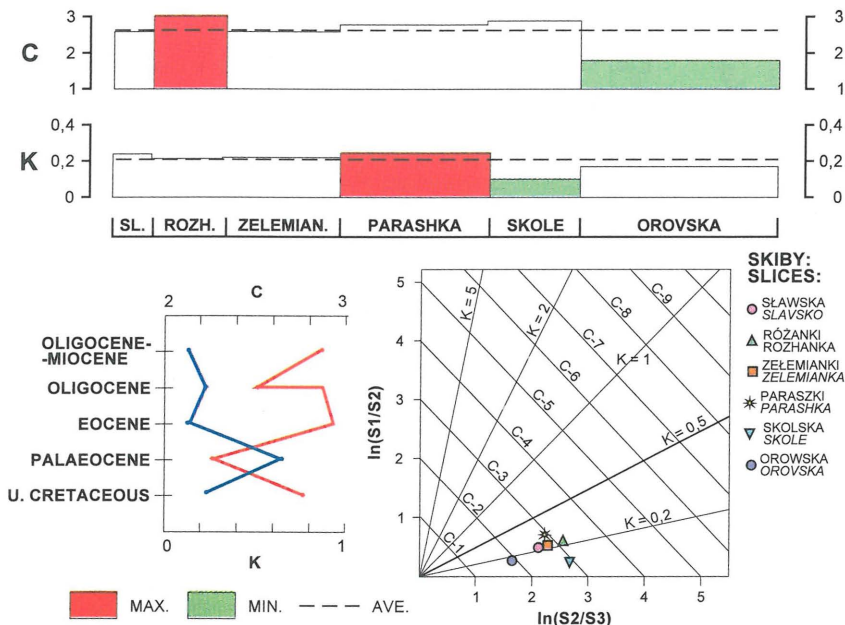 3 3
C 2 2
1 1
0,4 0,4
K 0,2 0,2
0 0
SL. ROZH. ZELEMIAN. PARASHKA SKOLE OROVSKA
C
2 3
OLIGOCENE-
-MIOCENE
OLIGOCENE
EOCENE
PALAEOCENE
U. CRETACEOUS
0 1
K
ln(S1/S2)
5
4
3
2
1
K = 5
K = 2
K = 1
K = 0,5
K = 0,2
C-9
C-8
C-7
C-6
C-5
C-4
C-3
C-2
C-1
1 2 3 4 5
ln(S2/S3)
SKIBY:
SLICES:
SŁAWSKA
SLAVSKO
RÓŻANKI
ROZHANKA
ZEŁEMIANKI
ZELEMIANKA
PARASZKI
PARASHKA
SKOLSKA
SKOLE
OROWSKA
OROVSKA
MAX. MIN. AVE.